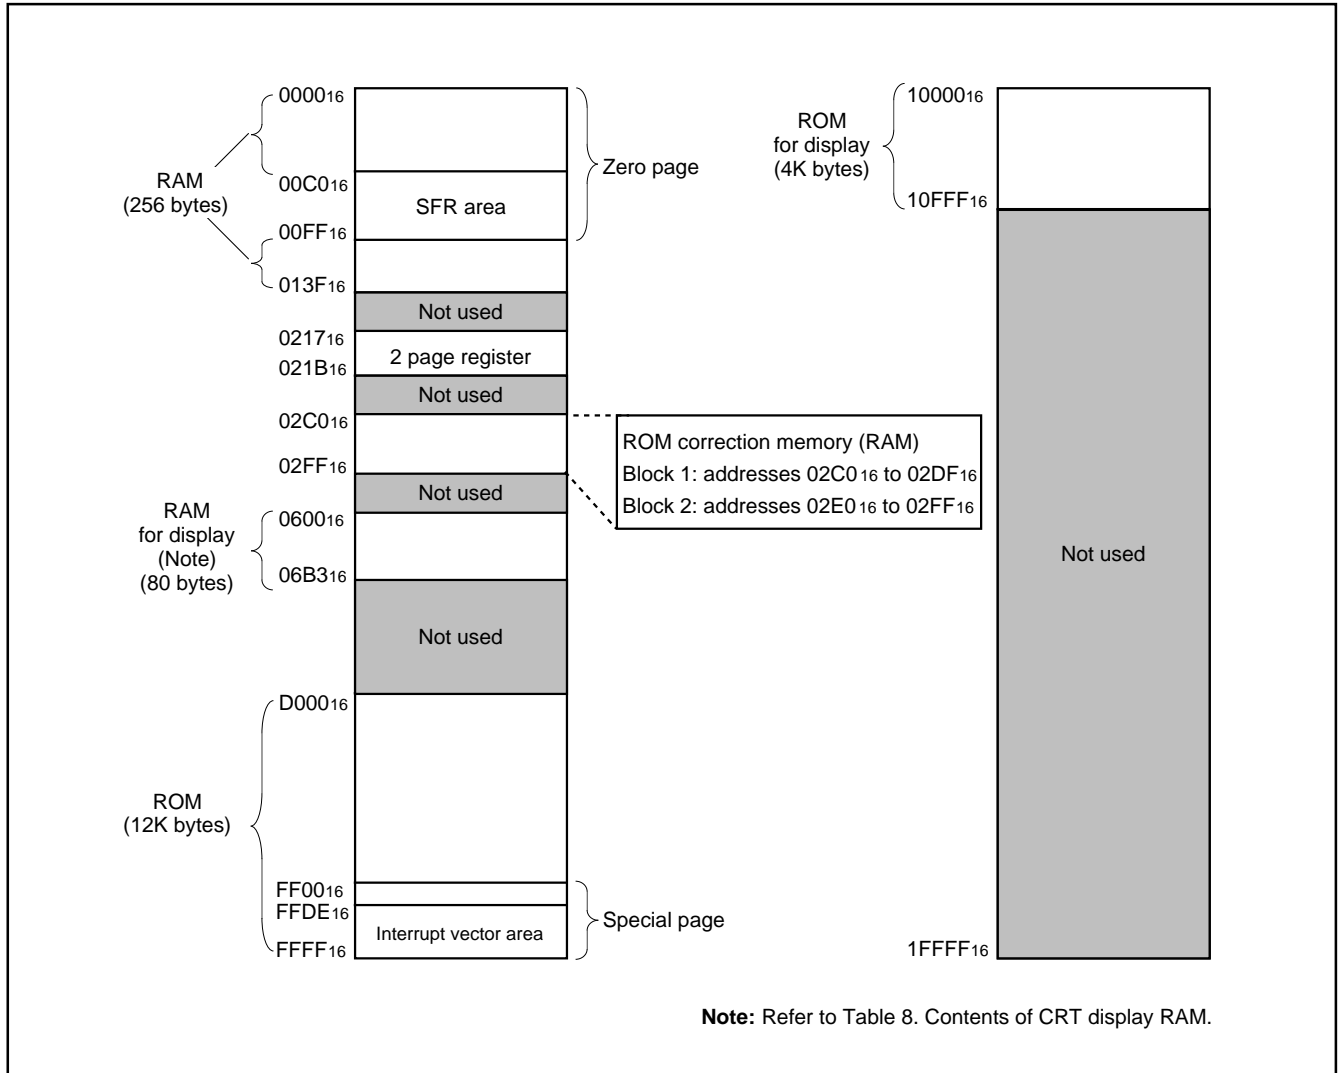 000016
RAM
(256 bytes)
00C016
SFR area
00FF16
013F16
Zero page
Not used
021716
2 page register
021B16
Not used
02C016
02FF16
ROM correction memory (RAM)
Block 1: addresses 02C016 to 02DF16
Block 2: addresses 02E016 to 02FF16
Not used
RAM
for display
(Note)
(80 bytes)
060016
06B316
Not used
D00016
ROM
(12K bytes)
FF0016
FFDE16
Interrupt vector area
FFFF16
Special page
1000016
ROM
for display
(4K bytes)
10FFF16
Not used
1FFFF16
Note: Refer to Table 8. Contents of CRT display RAM.